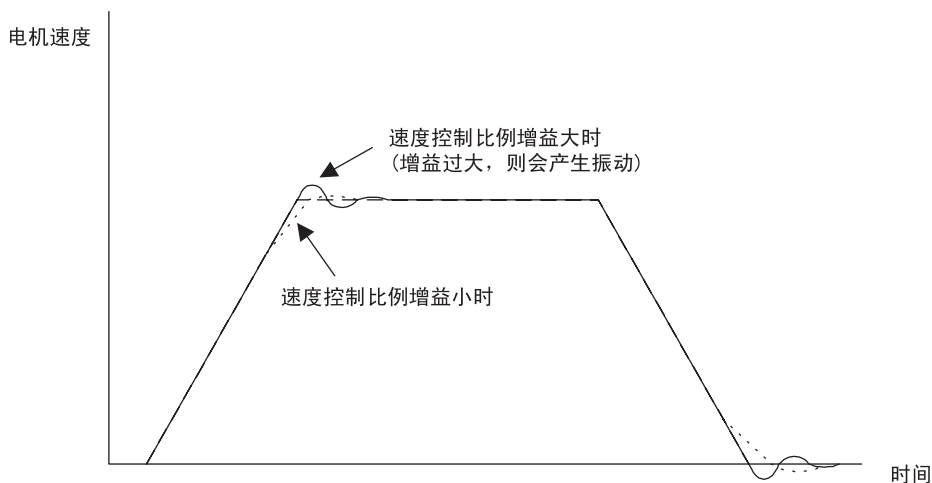 电机速度
速度控制比例增益大时
(增益过大，则会产生振动)
速度控制比例增益小时
时间